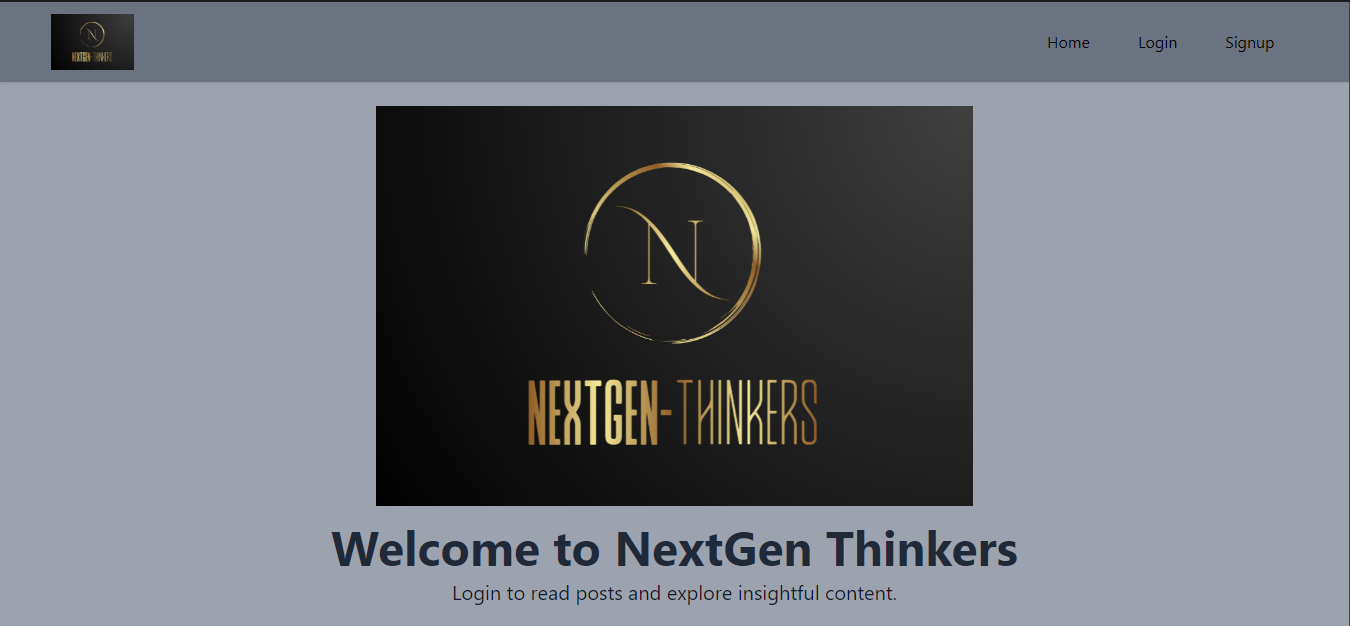 N
NEXTGEN-THINKERS
Home Login Signup
N
NEXTGEN-THINKERS
Welcome to NextGen Thinkers
Login to read posts and explore insightful content.